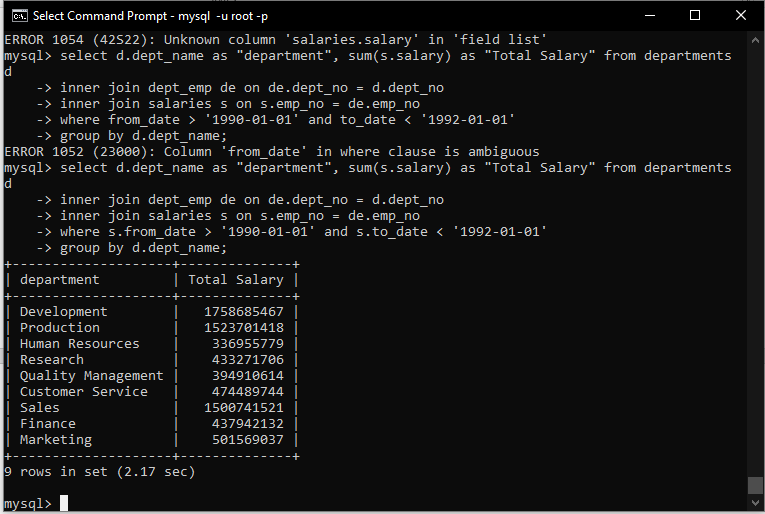 Select Command Prompt - mysql -u root -p
ERROR 1054 (42S22): Unknown column 'salaries.salary' in 'field list'
mysql> select d.dept_name as "department", sum(s.salary) as "Total Salary" from departments
d
    -> inner join dept_emp de on de.dept_no = d.dept_no
    -> inner join salaries s on s.emp_no = de.emp_no
    -> where from_date > '1990-01-01' and to_date < '1992-01-01'
    -> group by d.dept_name;
ERROR 1052 (23000): Column 'from_date' in where clause is ambiguous
mysql> select d.dept_name as "department", sum(s.salary) as "Total Salary" from departments
d
    -> inner join dept_emp de on de.dept_no = d.dept_no
    -> inner join salaries s on s.emp_no = de.emp_no
    -> where s.from_date > '1990-01-01' and s.to_date < '1992-01-01'
    -> group by d.dept_name;
+--------------------+--------------+
| department         | Total Salary |
+--------------------+--------------+
| Development        |   1758685467 |
| Production         |   1523701418 |
| Human Resources    |    336955779 |
| Research           |    433271706 |
| Quality Management |    394910614 |
| Customer Service   |    474489744 |
| Sales              |   1500741521 |
| Finance            |    437942132 |
| Marketing          |    501569037 |
+--------------------+--------------+
9 rows in set (2.17 sec)
mysql>